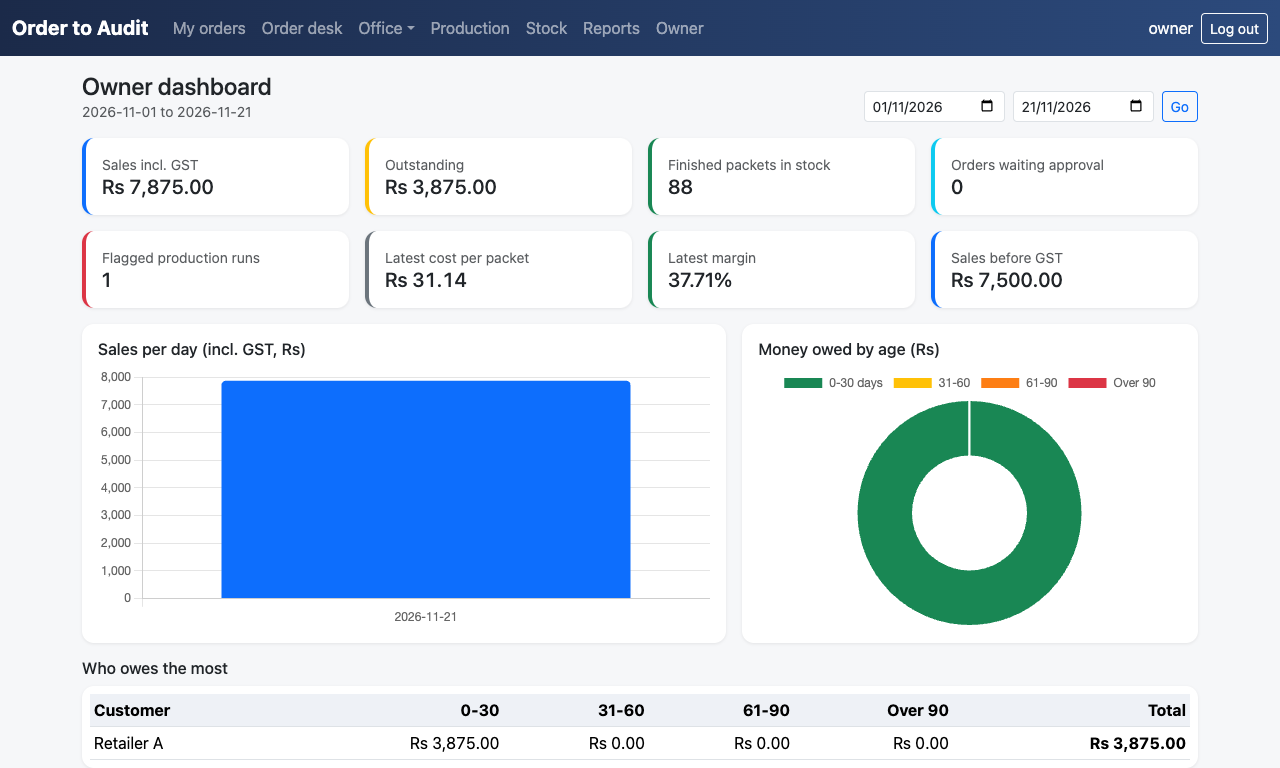 Order to Audit My orders Order desk Office Production Stock Reports Owner owner Log out
Owner dashboard
2026-11-01 to 2026-11-21
01/11/2026 21/11/2026 Go
Sales incl. GST
Rs 7,875.00
Outstanding
Rs 3,875.00
Finished packets in stock
88
Orders waiting approval
0
Flagged production runs
1
Latest cost per packet
Rs 31.14
Latest margin
37.71%
Sales before GST
Rs 7,500.00
Sales per day (incl. GST, Rs)
8,000
7,000
6,000
5,000
4,000
3,000
2,000
1,000
0
2026-11-21
Money owed by age (Rs)
0-30 days 31-60 61-90 Over 90
Who owes the most
Customer 0-30 31-60 61-90 Over 90 Total
Retailer A Rs 3,875.00 Rs 0.00 Rs 0.00 Rs 0.00 Rs 3,875.00